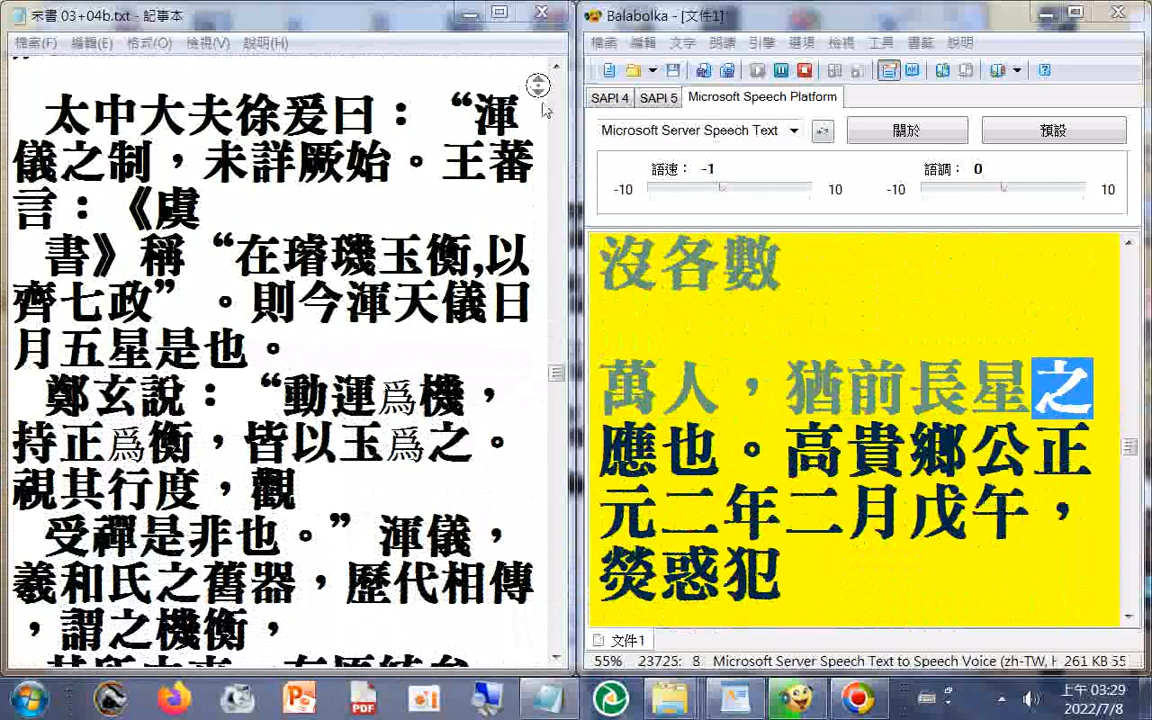 宋書 03+04b.txt - 記事本
檔案(F) 編輯(E) 格式(O) 檢視(V) 說明(H)
太中大夫徐爰曰：“渾
儀之制，未詳厥始。王蕃
言：《虞
書》稱“在璿璣玉衡,以
齊七政”。則今渾天儀日
月五星是也。
鄭玄說：“動運爲機，
持正爲衡，皆以玉爲之。
視其行度，觀
受禪是非也。”渾儀，
羲和氏之舊器，歷代相傳
，謂之機衡，
Balabolka - [文件1]
檔案 編輯 文字 朗讀 引擎 選項 檢視 工具 書籤 說明
SAPI 4 SAPI 5 Microsoft Speech Platform
Microsoft Server Speech Text 關於 預設
語速： -1 語調： 0
-10 10 -10 10
沒各數
萬人，猶前長星之
應也。高貴鄉公正
元二年二月戊午，
熒惑犯
文件1
55% 23725: 8 Microsoft Server Speech Text to Speech Voice (zh-TW, H 261 KB 55
上午 03:29
2022/7/8